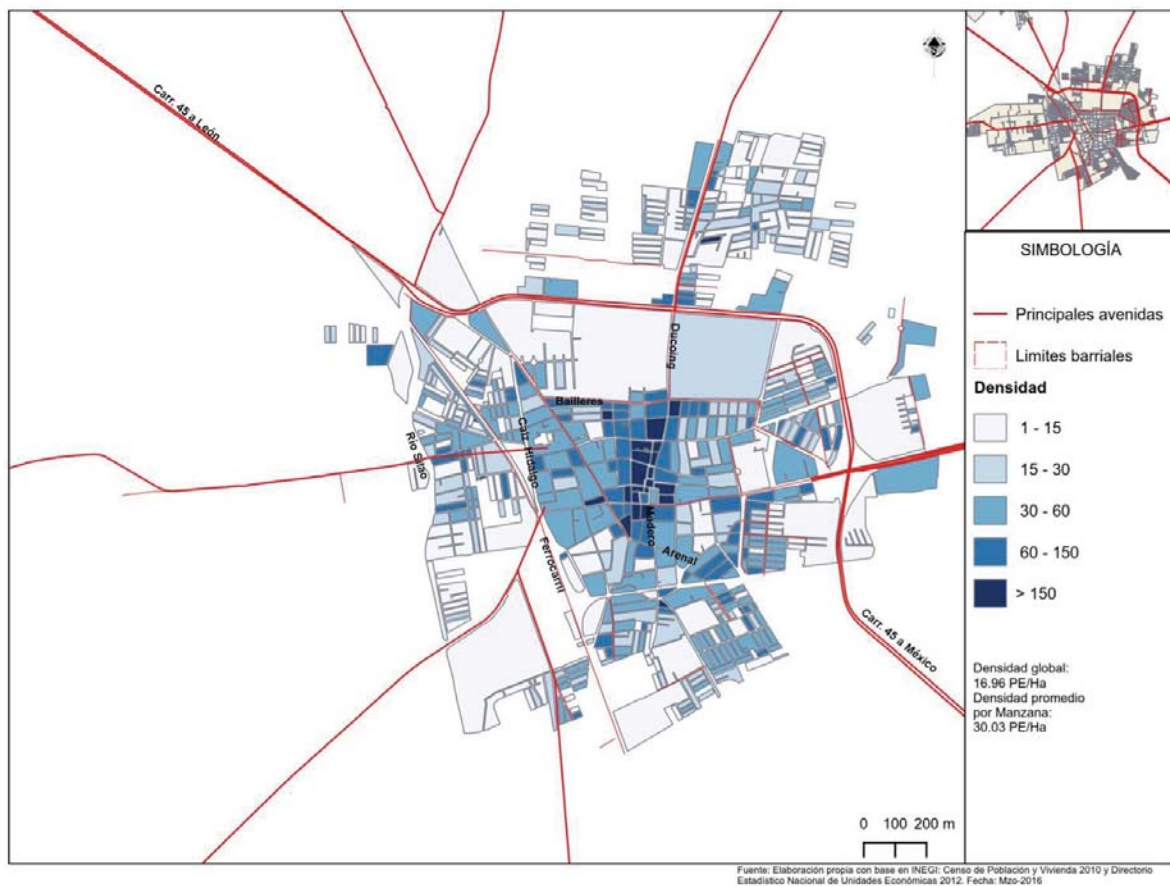 Carr. 45 a León
Ducoing
Bailleres
Calz. Hidalgo
Río Silao
Madero
Arenal
Ferrocarril
Carr. 45 a México
0 100 200 m
SIMBOLOGÍA
Principales avenidas
Limites barriales
Densidad
1 - 15
15 - 30
30 - 60
60 - 150
> 150
Densidad global:
16.96 PE/Ha
Densidad promedio
por Manzana:
30.03 PE/Ha
Fuente: Elaboración propia con base en INEGI: Censo de Población y Vivienda 2010 y Directorio
Estadístico Nacional de Unidades Económicas 2012. Fecha: Mzo-2016